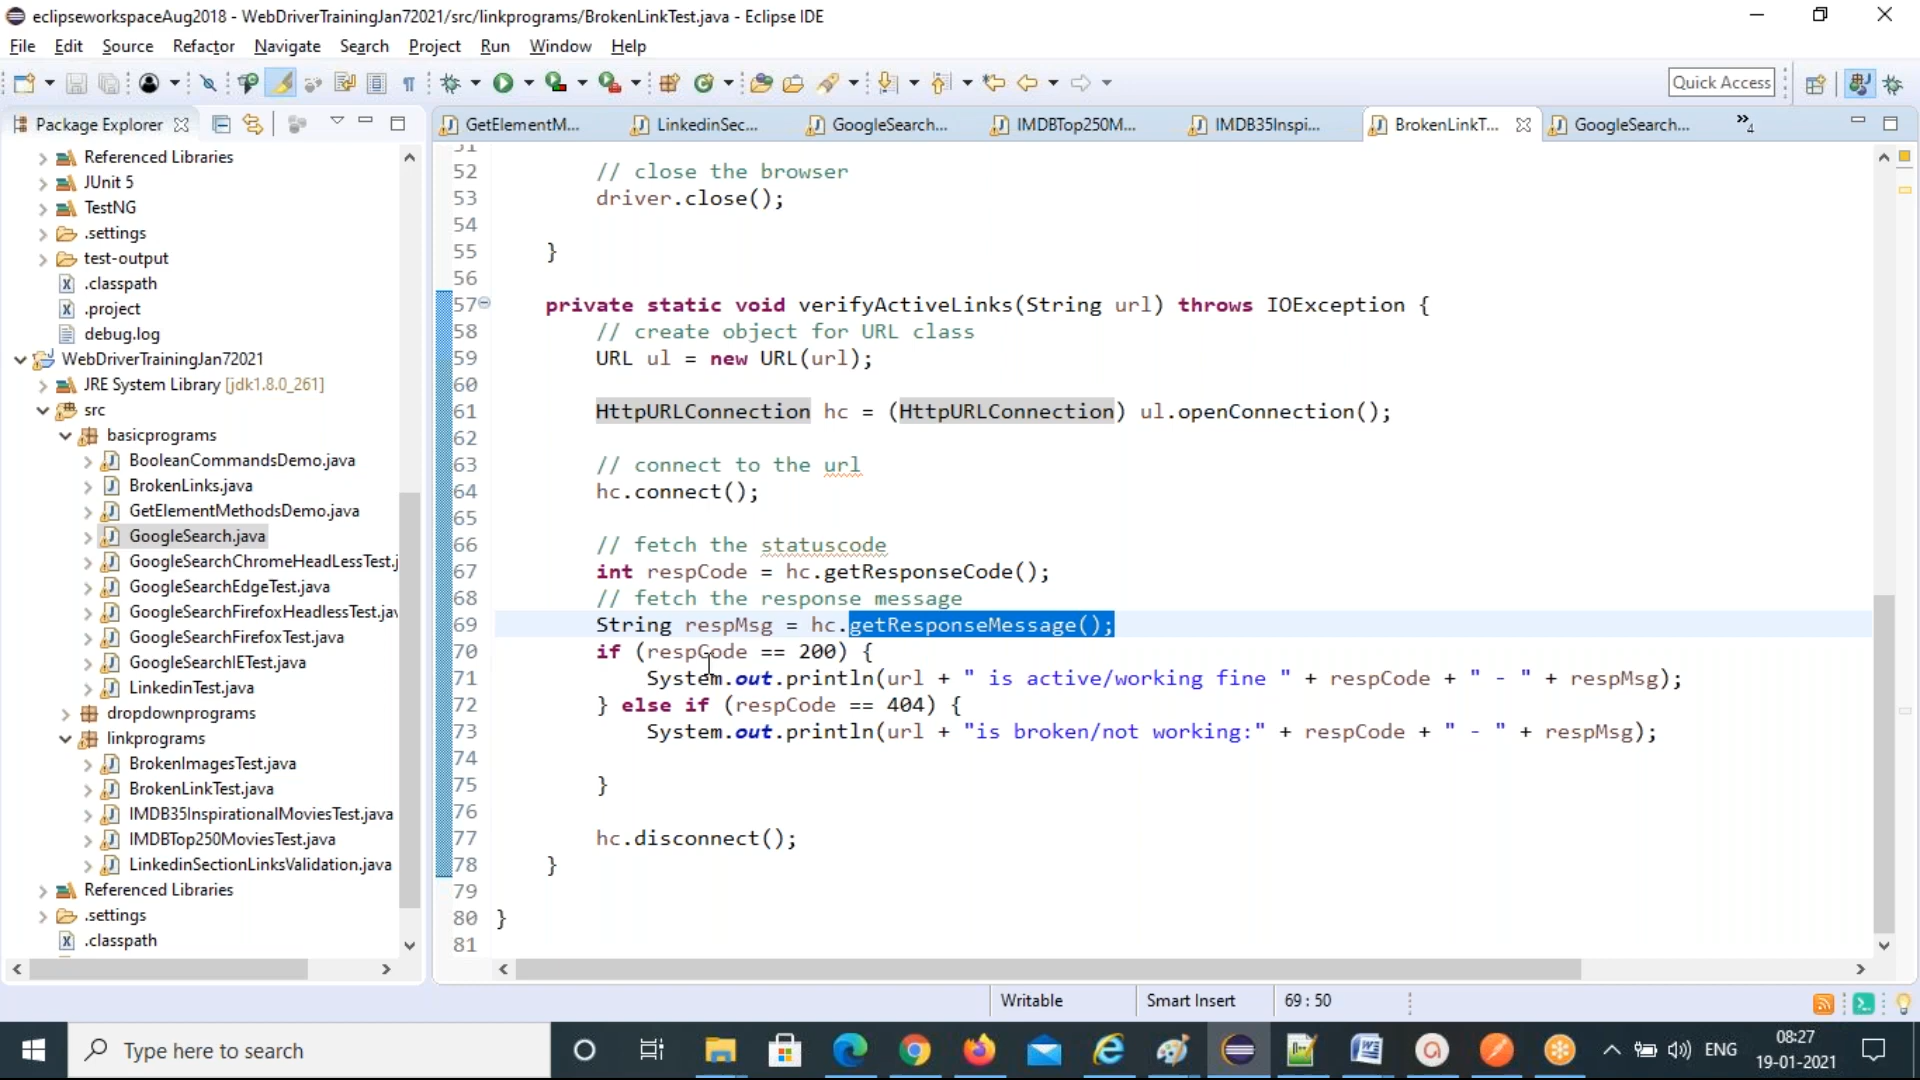 eclipseworkspaceAug2018 - WebDriverTrainingJan72021/src/linkprograms/BrokenLinkTest.java - Eclipse IDE
File Edit Source Refactor Navigate Search Project Run Window Help
Quick Access
Package Explorer
GetElementM... LinkedinSec... GoogleSearch... IMDBTop250M... IMDB35Inspi... BrokenLinkT... GoogleSearch... »4
Referenced Libraries
JUnit 5
TestNG
.settings
test-output
.classpath
.project
debug.log
WebDriverTrainingJan72021
JRE System Library [jdk1.8.0_261]
src
basicprograms
BooleanCommandsDemo.java
BrokenLinks.java
GetElementMethodsDemo.java
GoogleSearch.java
GoogleSearchChromeHeadLessTest.j
GoogleSearchEdgeTest.java
GoogleSearchFirefoxHeadlessTest.jav
GoogleSearchFirefoxTest.java
GoogleSearchIETest.java
LinkedinTest.java
dropdownprograms
linkprograms
BrokenImagesTest.java
BrokenLinkTest.java
IMDB35InspirationalMoviesTest.java
IMDBTop250MoviesTest.java
LinkedinSectionLinksValidation.java
Referenced Libraries
.settings
.classpath
51
52 // close the browser
53 driver.close();
54
55 }
56
57 private static void verifyActiveLinks(String url) throws IOException {
58 // create object for URL class
59 URL ul = new URL(url);
60
61 HttpURLConnection hc = (HttpURLConnection) ul.openConnection();
62
63 // connect to the url
64 hc.connect();
65
66 // fetch the statuscode
67 int respCode = hc.getResponseCode();
68 // fetch the response message
69 String respMsg = hc.getResponseMessage();
70 if (respCode == 200) {
71 System.out.println(url + " is active/working fine " + respCode + " - " + respMsg);
72 } else if (respCode == 404) {
73 System.out.println(url + "is broken/not working:" + respCode + " - " + respMsg);
74
75 }
76
77 hc.disconnect();
78 }
79
80 }
81
Writable Smart Insert 69 : 50
Type here to search
ENG
08:27
19-01-2021